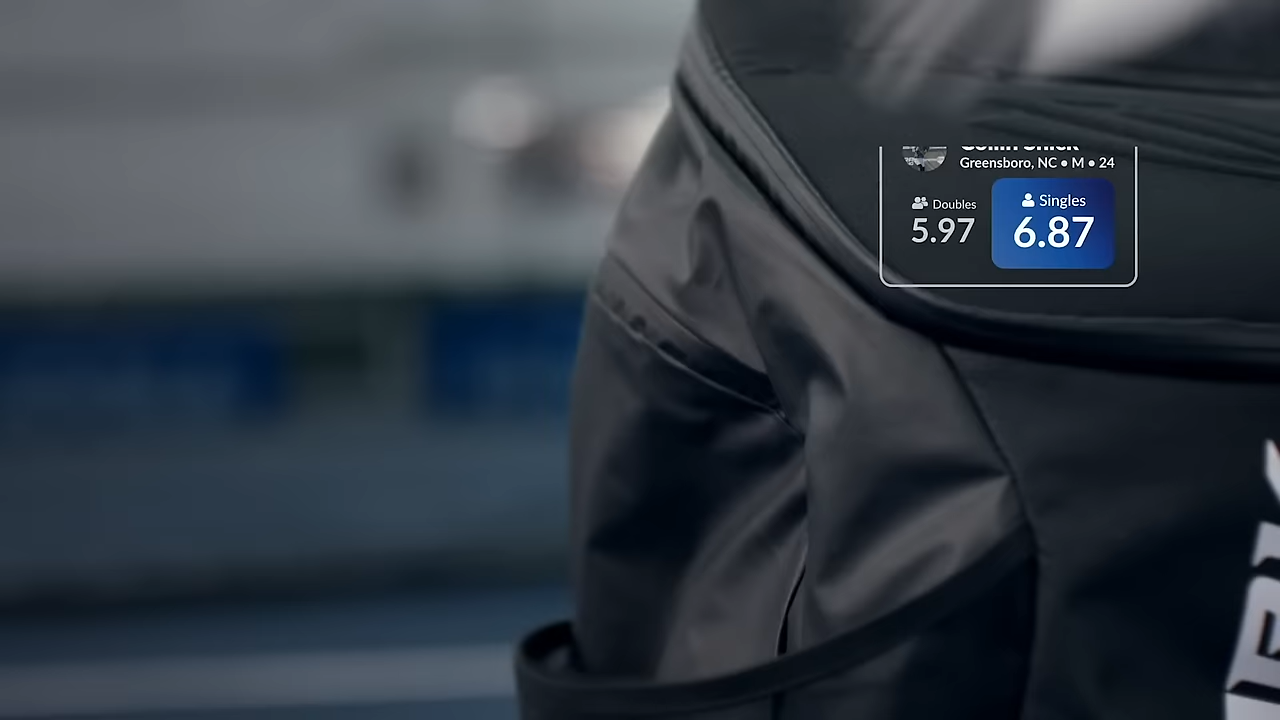 Greensboro, NC • M • 24
Doubles
Singles
5.97
6.87